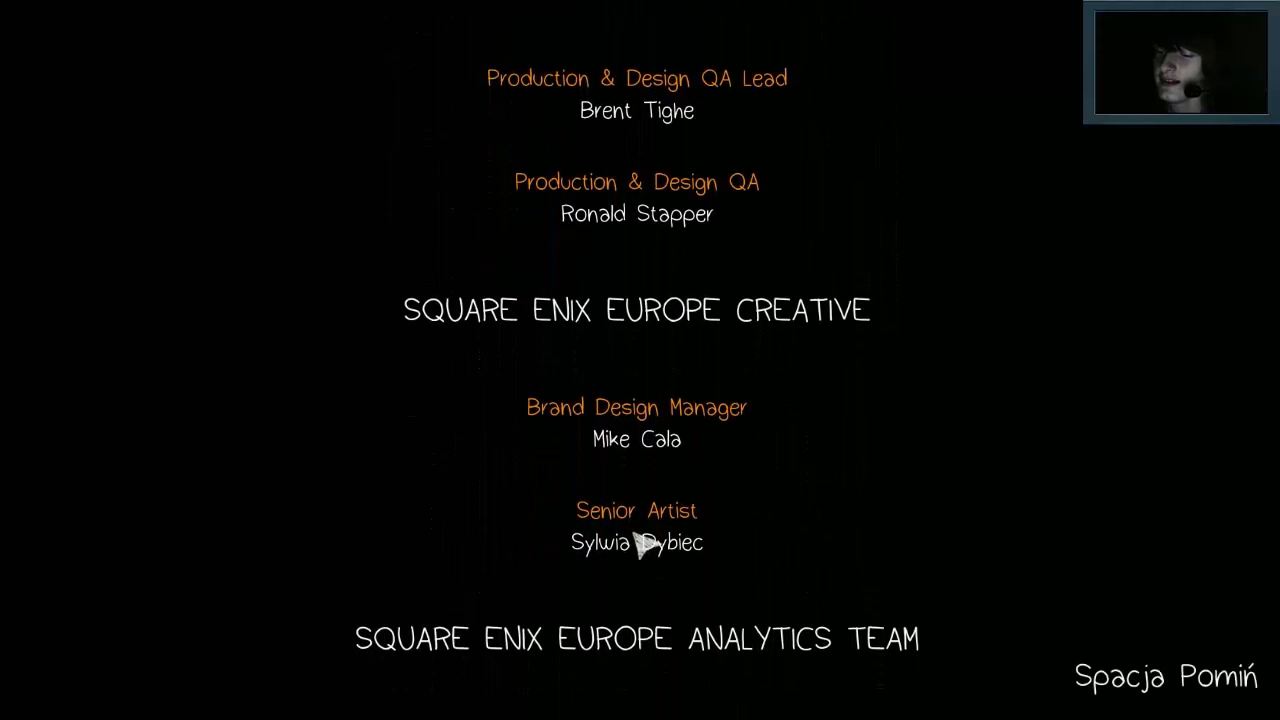 Production & Design QA Lead
Brent Tighe
Production & Design QA
Ronald Stapper
SQUARE ENIX EUROPE CREATIVE
Brand Design Manager
Mike Cala
Senior Artist
Sylwia Dybiec
SQUARE ENIX EUROPE ANALYTICS TEAM
Spacja Pomiń